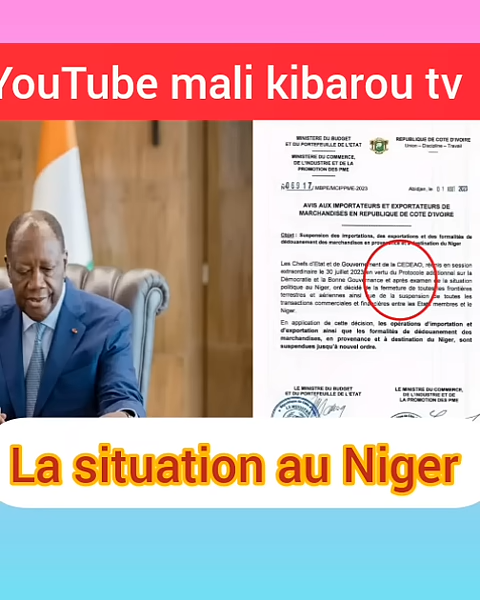 YouTube mali kibarou tv
MINISTERE DU BUDGET
ET DU PORTEFEUILLE DE L'ETAT
MINISTERE DU COMMERCE,
DE L'INDUSTRIE ET DE LA
PROMOTION DES PME
REPUBLIQUE DE COTE D'IVOIRE
Union – Discipline – Travail
/MBPE/MCIPPME-2023
Abidjan, le 01 AOUT 2023
AVIS AUX IMPORTATEURS ET EXPORTATEURS DE
MARCHANDISES EN REPUBLIQUE DE COTE D'IVOIRE
Objet : Suspension des importations, des exportations et des formalités de
dédouanement des marchandises en provenance et à destination du Niger
Les Chefs d'Etat et de Gouvernement de la CEDEAO, réunis en session
extraordinaire le 30 juillet 2023 en vertu du Protocole additionnel sur la
Démocratie et la Bonne Gouvernance et après examen de la situation
politique au Niger, ont décidé de la fermeture de toutes les frontières
terrestres et aériennes ainsi que de la suspension de toutes les
transactions commerciales et financières entre les Etats membres et le
Niger.
En application de cette décision, les opérations d'importation et
d'exportation ainsi que les formalités de dédouanement des
marchandises, en provenance et à destination du Niger, sont
suspendues jusqu'à nouvel ordre.
LE MINISTRE DU BUDGET
ET DU PORTEFEUILLE DE L'ETAT
LE MINISTRE DU COMMERCE,
DE L'INDUSTRIE ET DE
LA PROMOTION DES PME
La situation au Niger